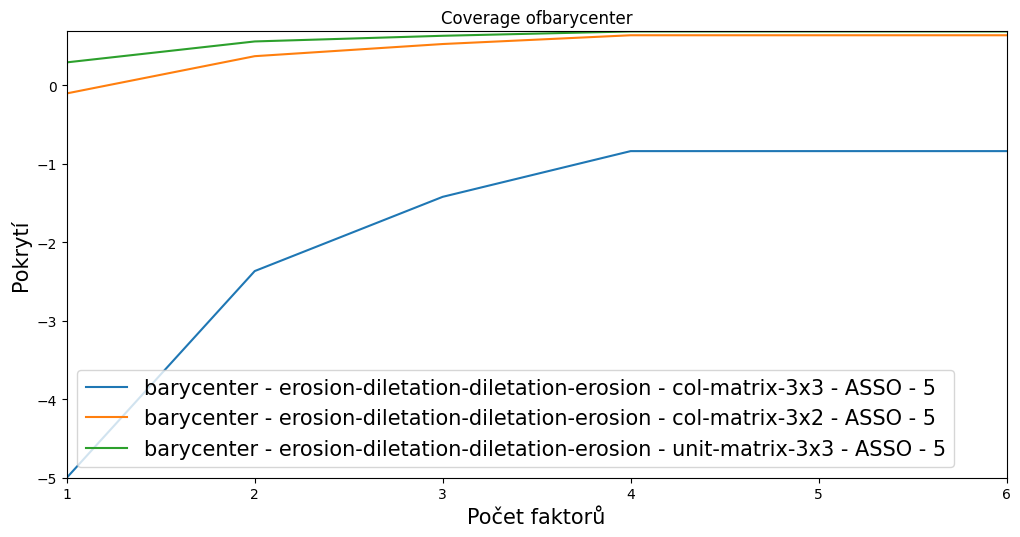 Coverage ofbarycenter
Pokrytí
0
−1
−2
−3
−4
−5
barycenter - erosion-diletation-diletation-erosion - col-matrix-3x3 - ASSO - 5
barycenter - erosion-diletation-diletation-erosion - col-matrix-3x2 - ASSO - 5
barycenter - erosion-diletation-diletation-erosion - unit-matrix-3x3 - ASSO - 5
1 2 3 4 5 6
Počet faktorů